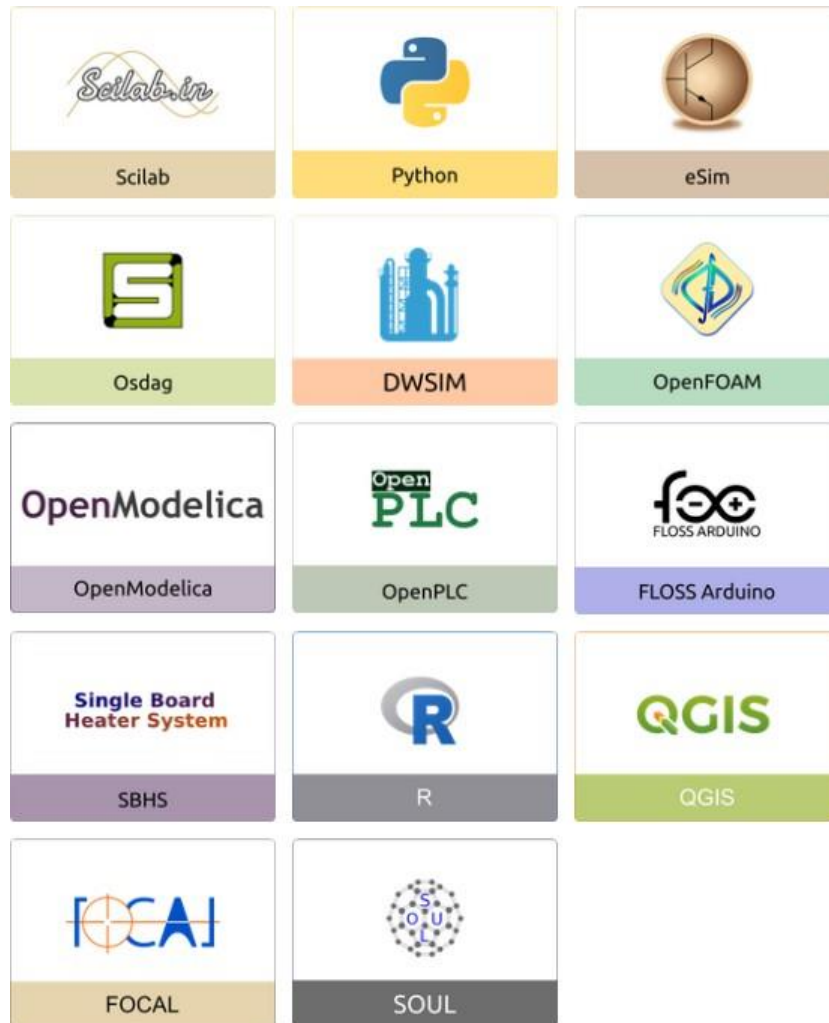 Scilab.in
Scilab
Python
eSim
S
Osdag
DWSIM
OpenFOAM
OpenModelica
OpenModelica
Open
PLC
OpenPLC
foc
FLOSS ARDUINO
FLOSS Arduino
Single Board
Heater System
SBHS
R
R
QGIS
QGIS
FOCAL
FOCAL
S
O U
L
SOUL